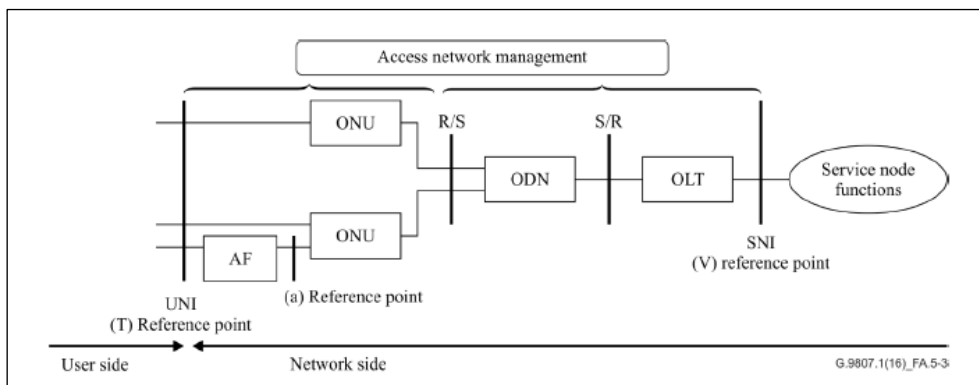 Access network management
ONU
R/S
S/R
ODN
OLT
Service node
functions
ONU
AF
(a) Reference point
SNI
(V) reference point
UNI
(T) Reference point
User side
Network side
G.9807.1(16)_FA.5-3